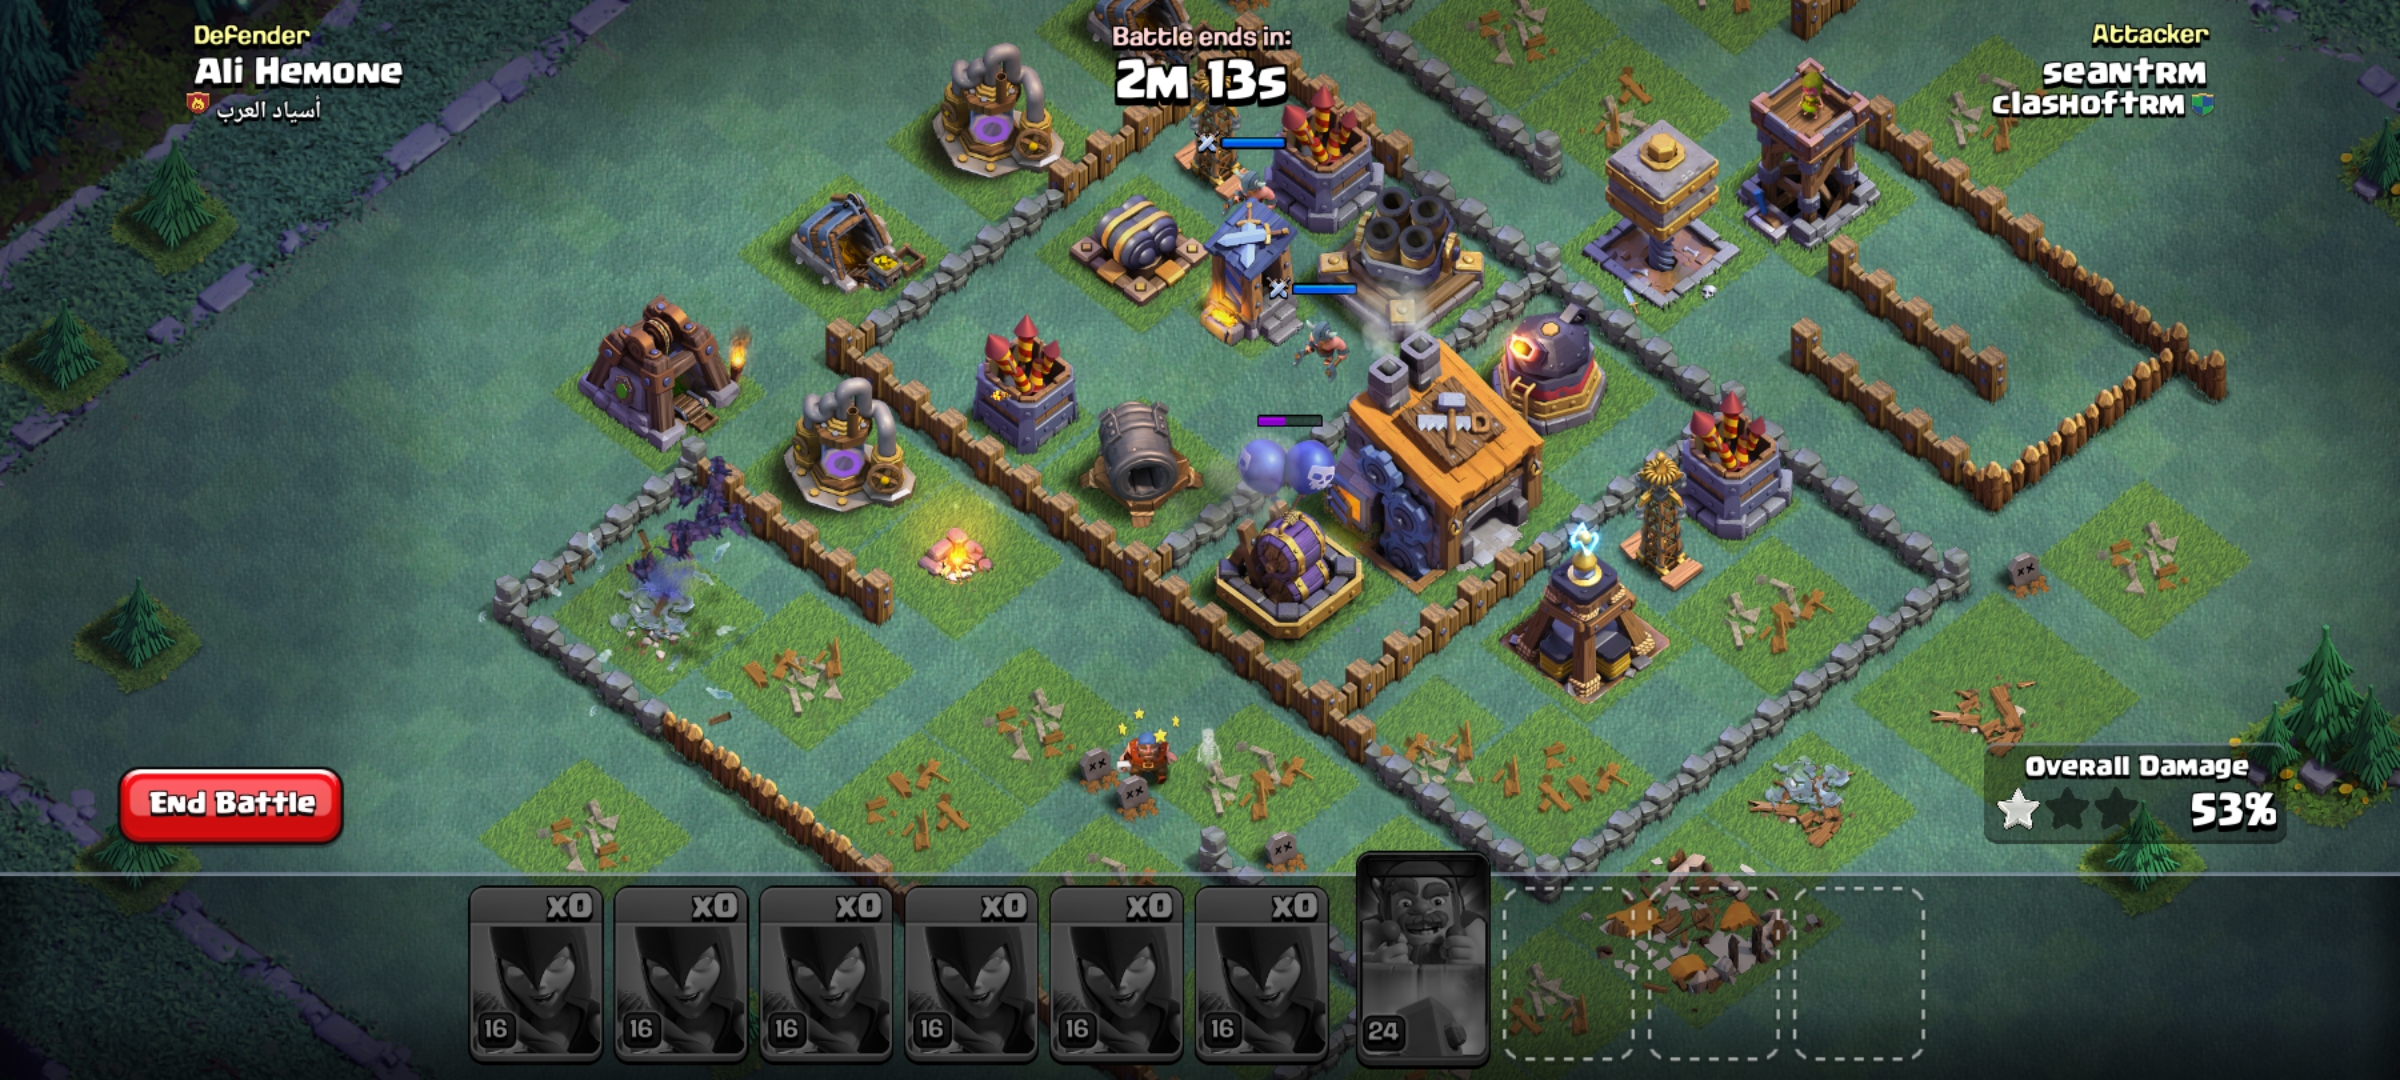 Defender
Ali Hemone
أسياد العرب
Battle ends in:
2M 13s
Attacker
seantRM
clashoftRM
End Battle
Overall Damage
53%
x0
x0
x0
x0
x0
x0
16
16
16
16
16
16
24